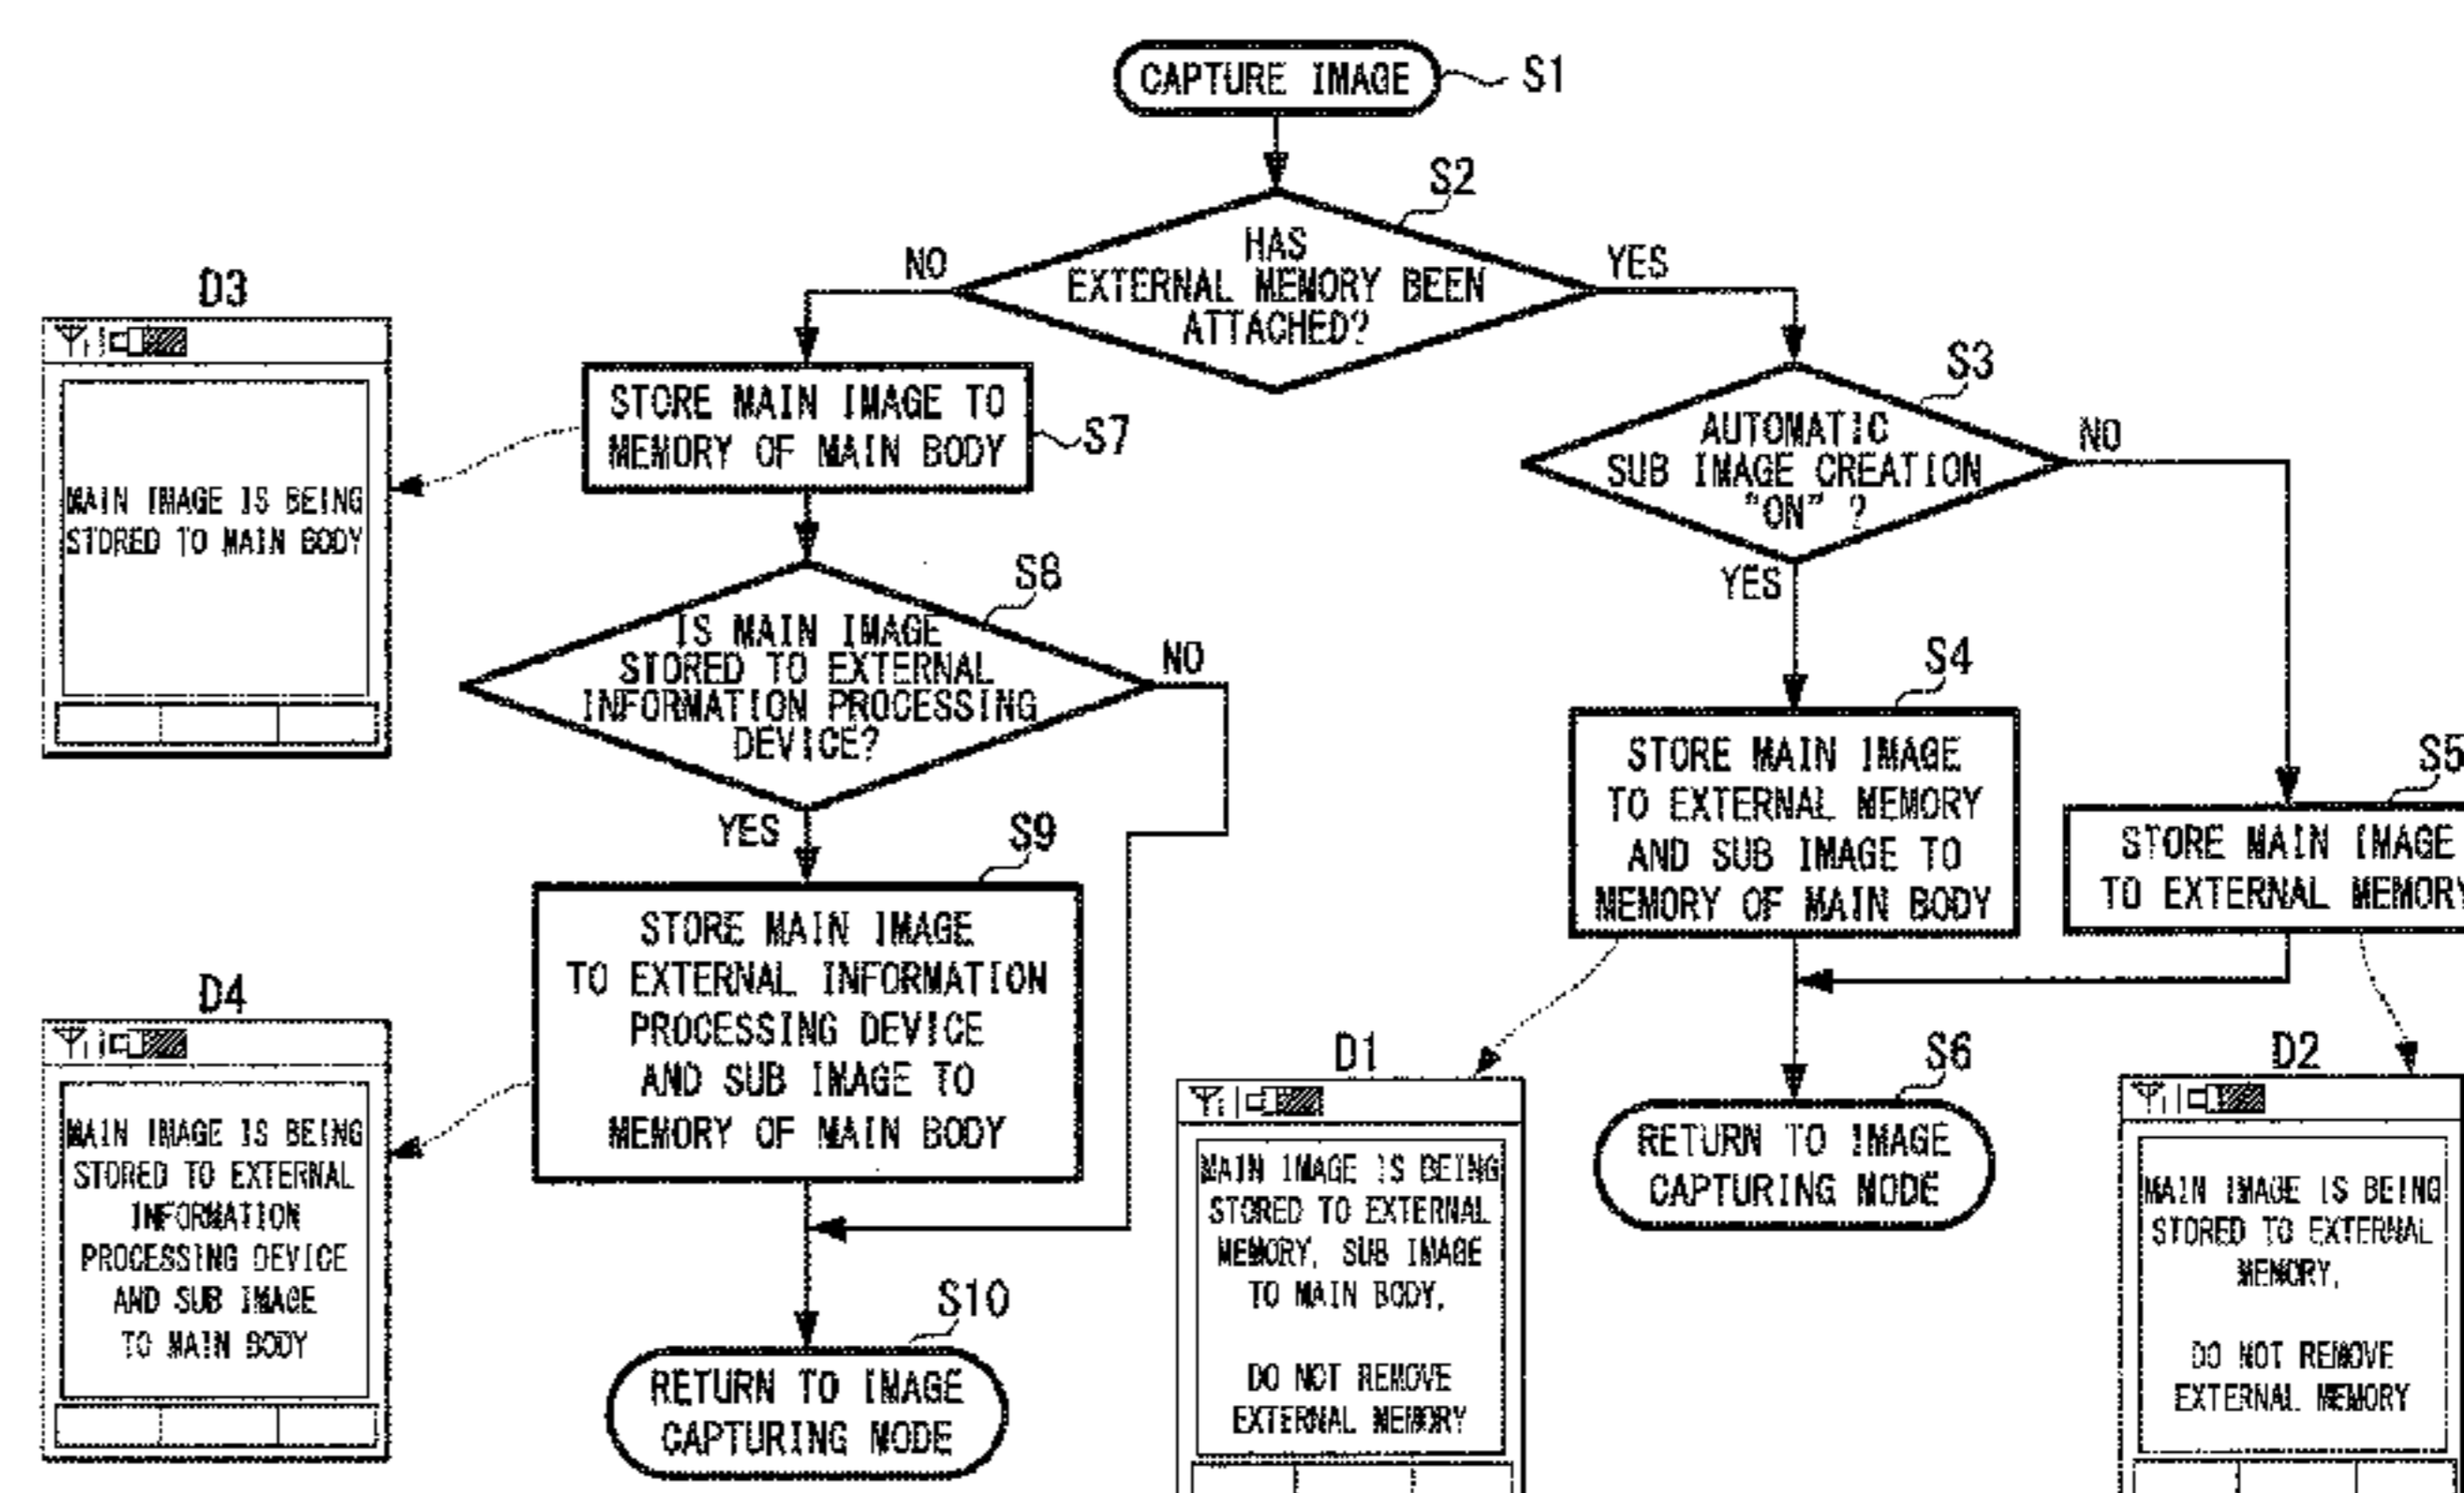 CAPTURE IMAGE
S1
S2
HAS
EXTERNAL MEMORY BEEN
ATTACHED?
NO
YES
D3
MAIN IMAGE IS BEING
STORED TO MAIN BODY
STORE MAIN IMAGE TO
MEMORY OF MAIN BODY
S7
S3
AUTOMATIC
SUB IMAGE CREATION
"ON" ?
NO
YES
S8
IS MAIN IMAGE
STORED TO EXTERNAL
INFORMATION PROCESSING
DEVICE?
NO
YES
S4
STORE MAIN IMAGE
TO EXTERNAL MEMORY
AND SUB IMAGE TO
MEMORY OF MAIN BODY
S5
STORE MAIN IMAGE
TO EXTERNAL MEMORY
S9
STORE MAIN IMAGE
TO EXTERNAL INFORMATION
PROCESSING DEVICE
AND SUB IMAGE TO
MEMORY OF MAIN BODY
D4
MAIN IMAGE IS BEING
STORED TO EXTERNAL
INFORMATION
PROCESSING DEVICE
AND SUB IMAGE
TO MAIN BODY
D1
MAIN IMAGE IS BEING
STORED TO EXTERNAL
MEMORY, SUB IMAGE
TO MAIN BODY,
DO NOT REMOVE
EXTERNAL MEMORY
S6
RETURN TO IMAGE
CAPTURING MODE
D2
MAIN IMAGE IS BEING
STORED TO EXTERNAL
MEMORY,
DO NOT REMOVE
EXTERNAL MEMORY
S10
RETURN TO IMAGE
CAPTURING MODE